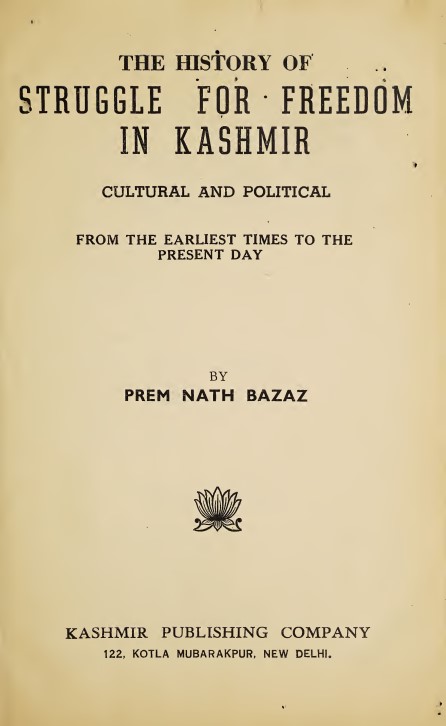 THE HISTORY OF
STRUGGLE FOR FREEDOM
IN KASHMIR
CULTURAL AND POLITICAL
FROM THE EARLIEST TIMES TO THE
PRESENT DAY
BY
PREM NATH BAZAZ
KASHMIR PUBLISHING COMPANY
122, KOTLA MUBARAKPUR, NEW DELHI.